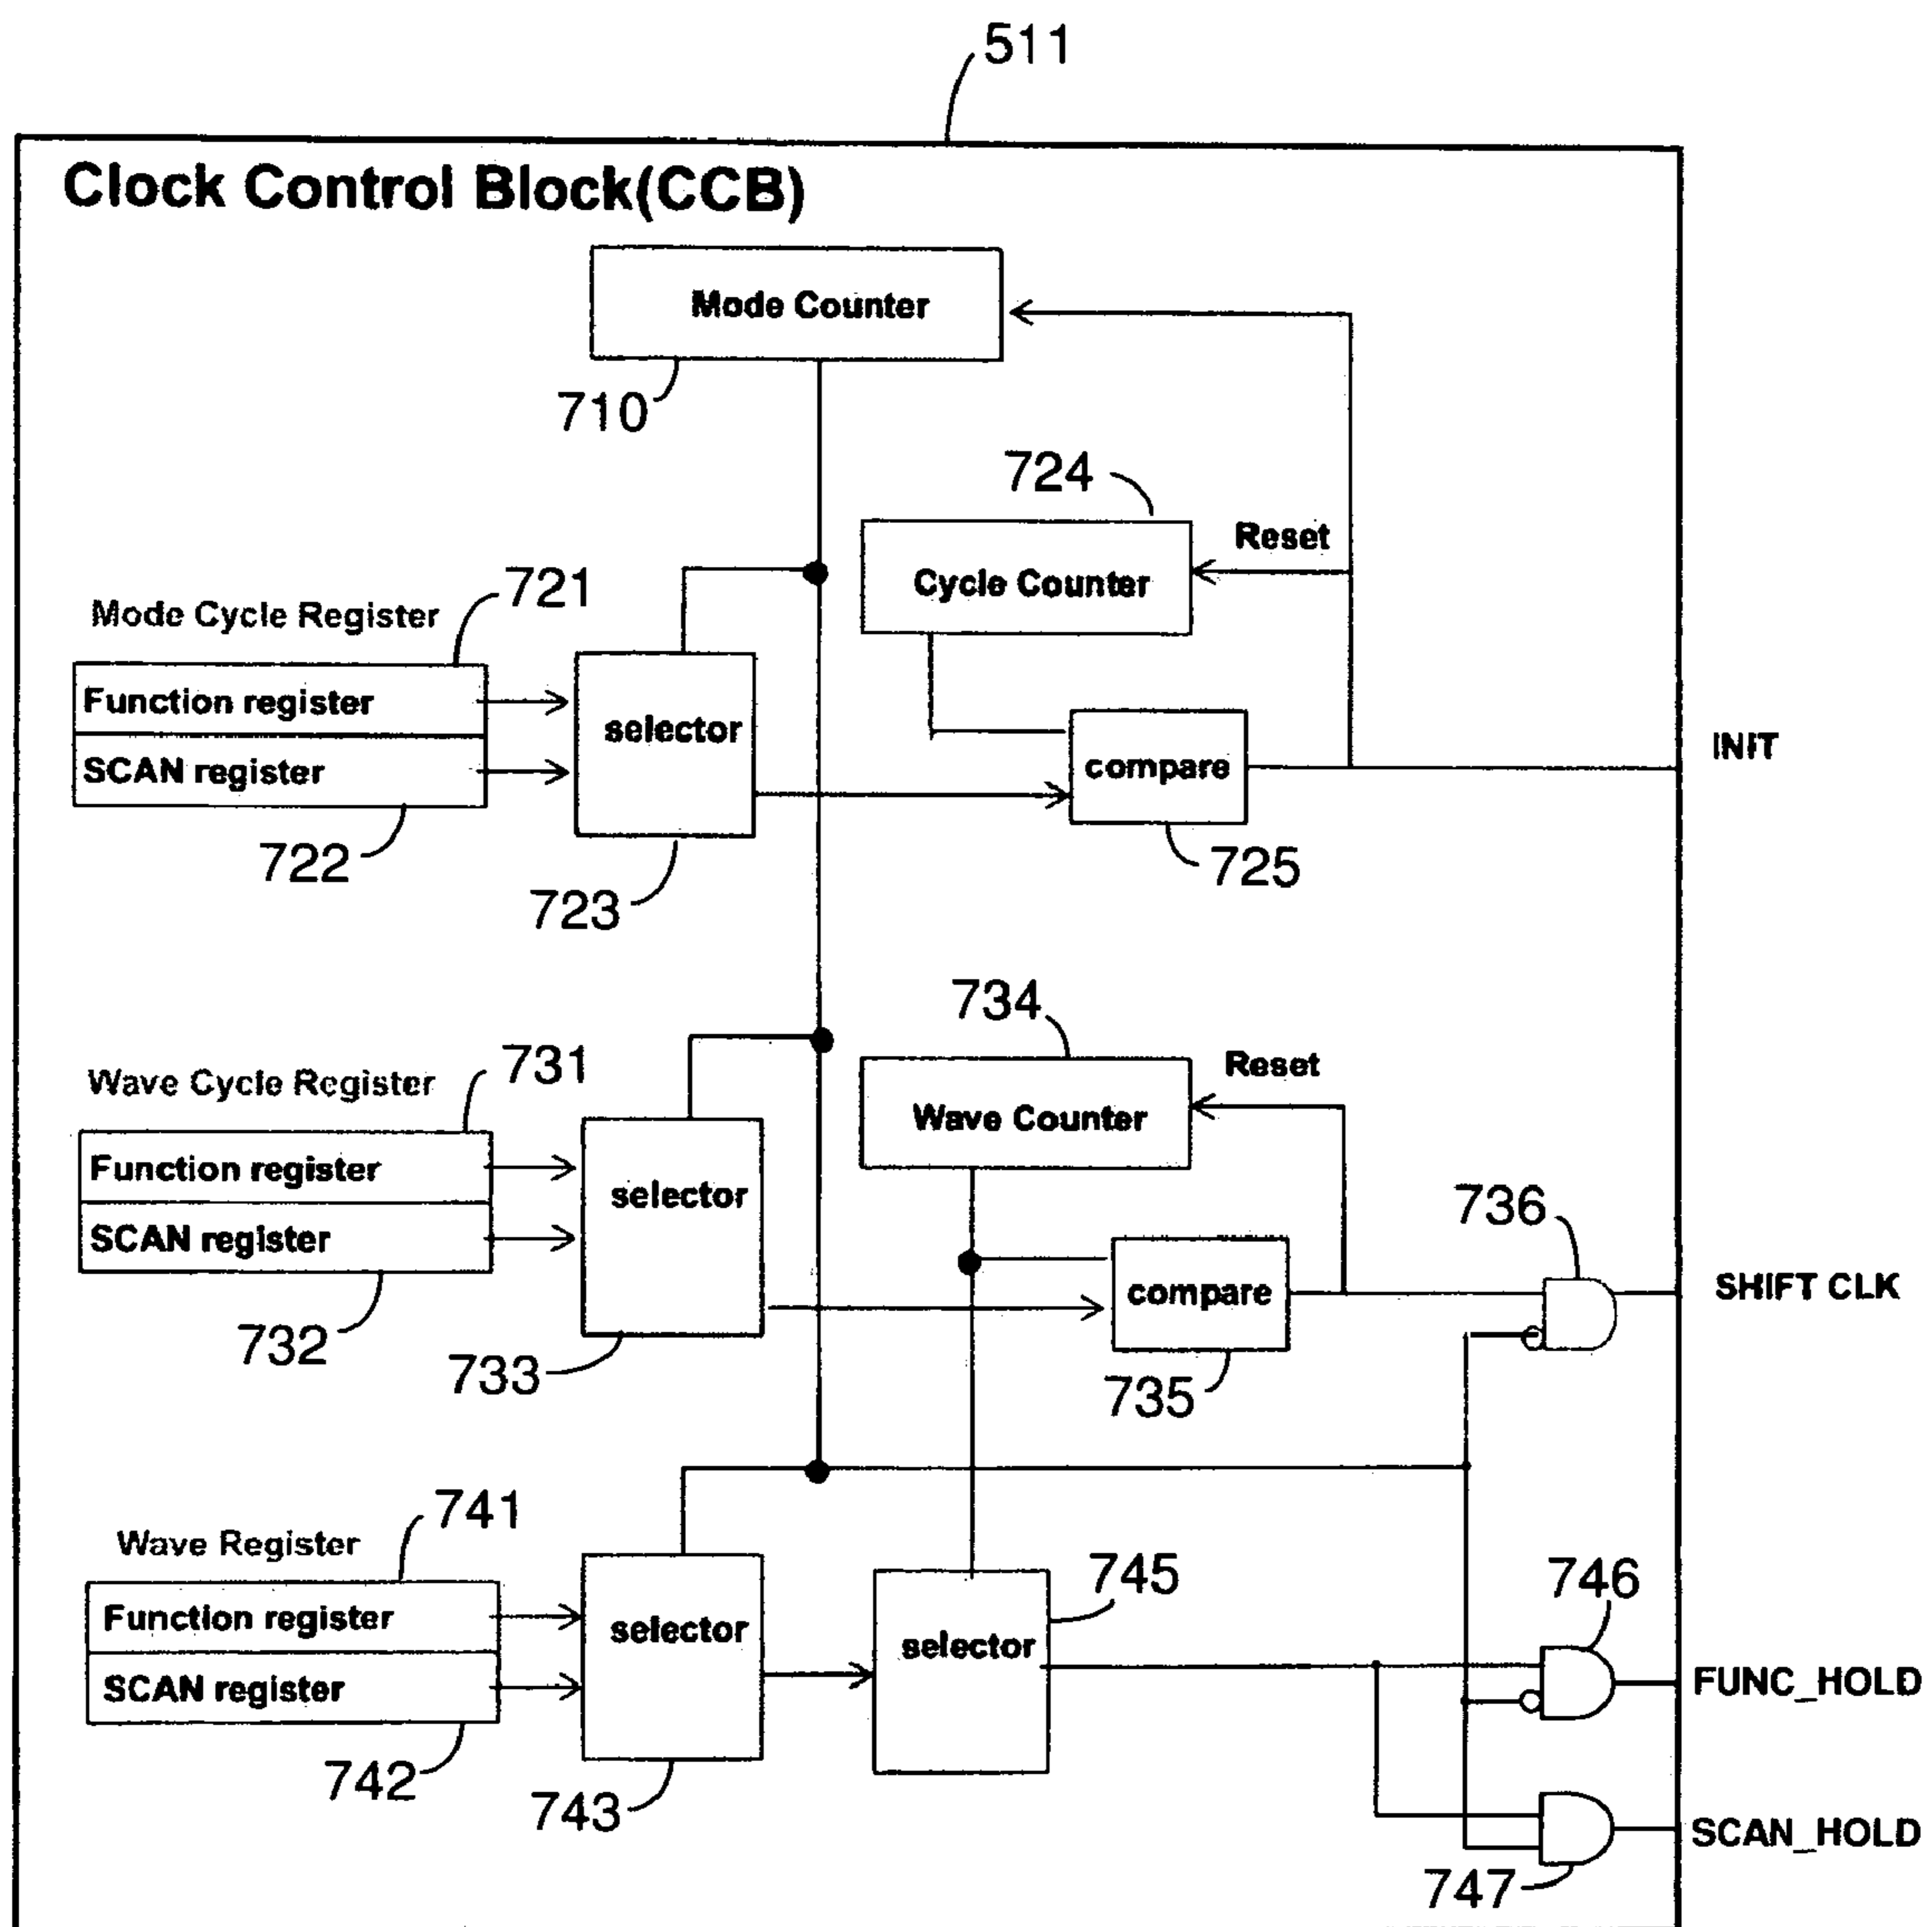 511
Clock Control Block(CCB)
Mode Counter
710
724
Reset
Cycle Counter
Mode Cycle Register
721
Function register
SCAN register
722
selector
723
compare
725
INIT
734
Reset
Wave Counter
Wave Cycle Register
731
Function register
SCAN register
732
selector
733
compare
735
736
SHIFT CLK
Wave Register
741
Function register
SCAN register
742
selector
743
selector
745
746
FUNC_HOLD
SCAN_HOLD
747